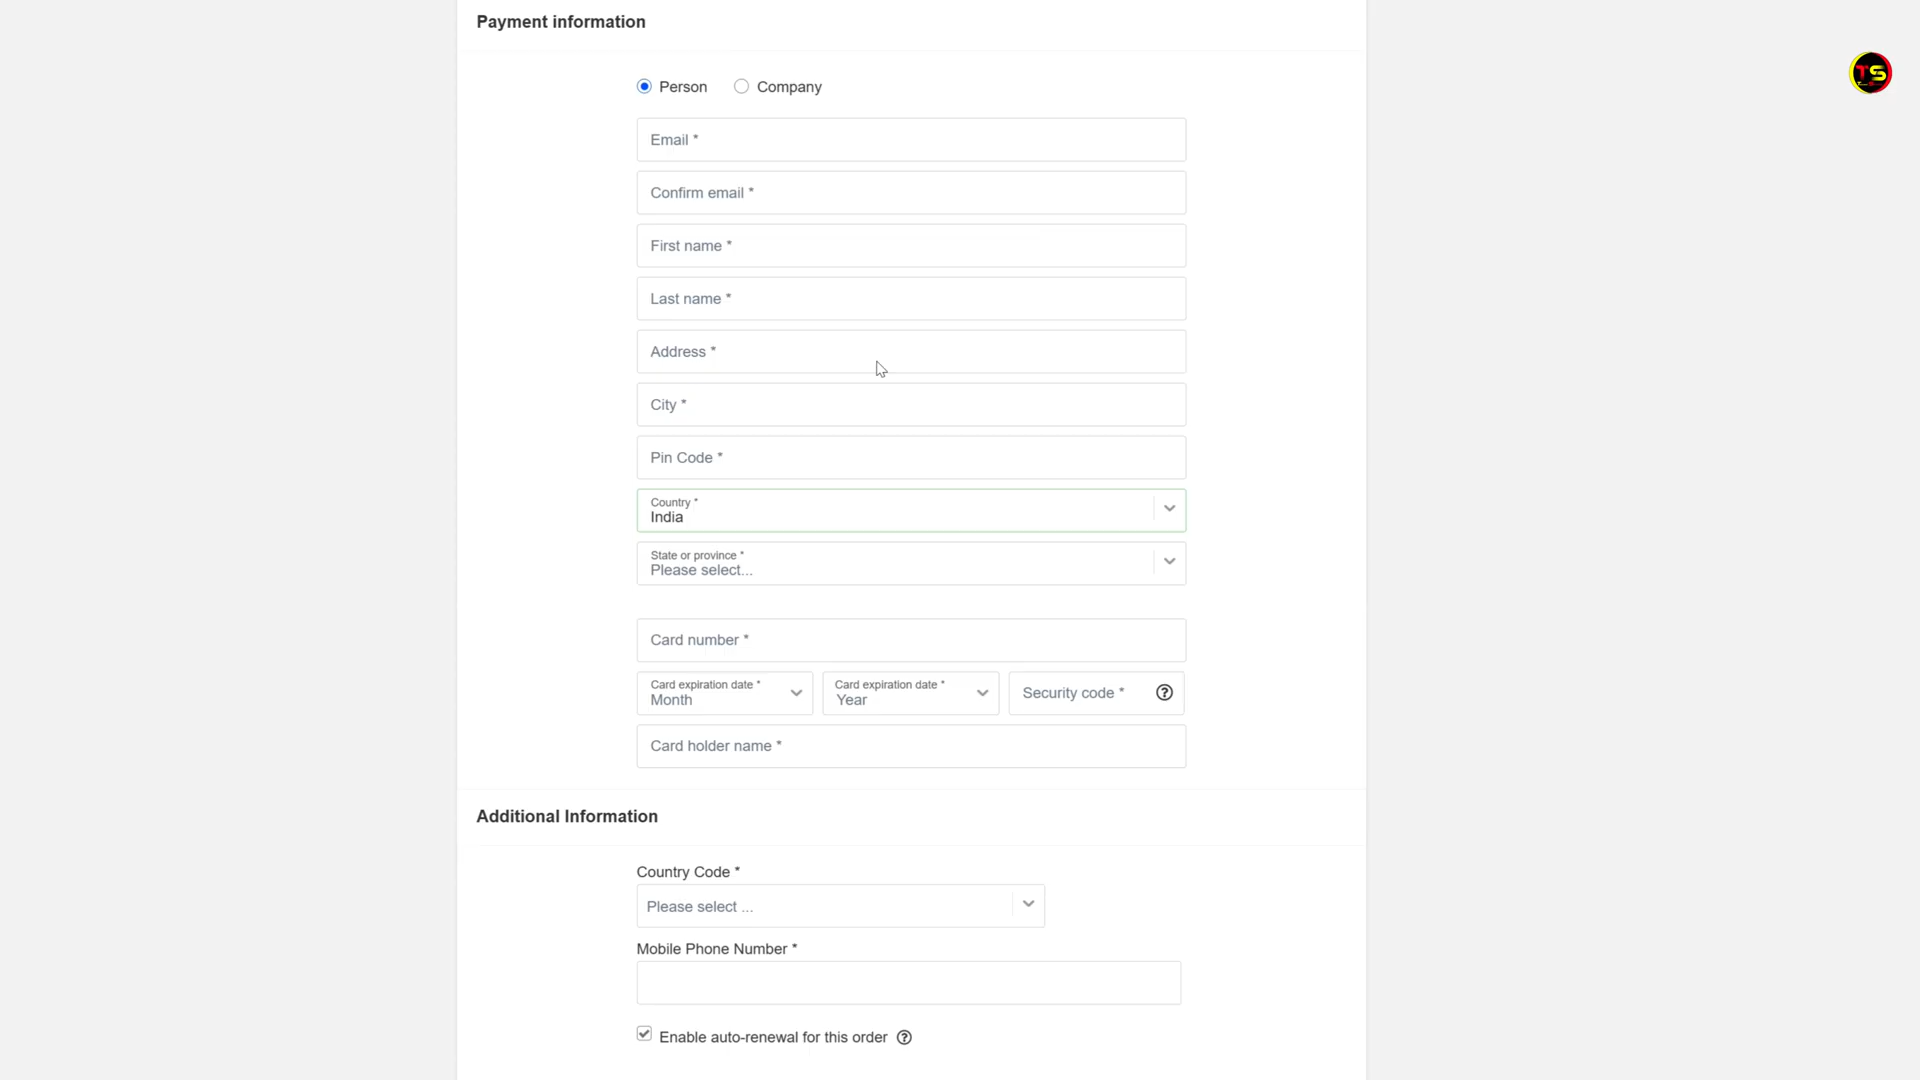 Payment information
TS
Person
Company
Email *
Confirm email *
First name *
Last name *
Address *
City *
Pin Code *
Country *
India
State or province *
Please select...
Card number *
Card expiration date *
Month
Card expiration date *
Year
Security code *
?
Card holder name *
Additional Information
Country Code *
Please select ...
Mobile Phone Number *
Enable auto-renewal for this order ?